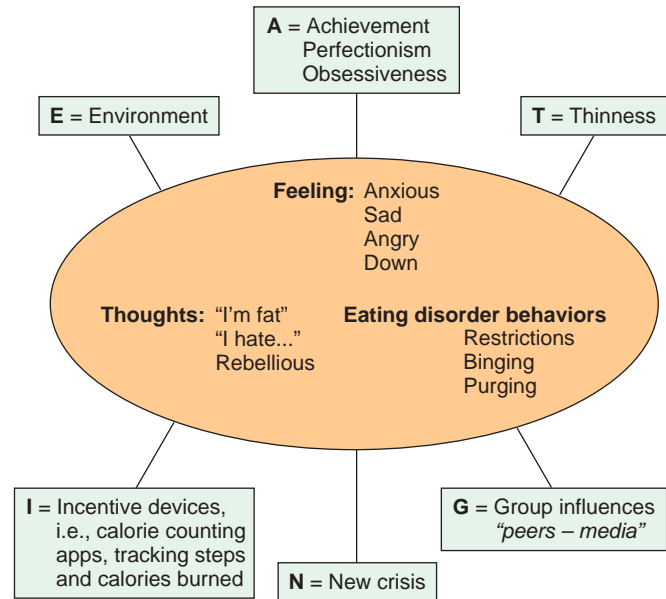 A = Achievement
Perfectionism
Obsessiveness
E = Environment
T = Thinness
Feeling: Anxious
Sad
Angry
Down
Thoughts: “I’m fat”
“I hate...”
Rebellious
Eating disorder behaviors
Restrictions
Binging
Purging
I = Incentive devices,
i.e., calorie counting
apps, tracking steps
and calories burned
N = New crisis
G = Group influences
“peers – media”